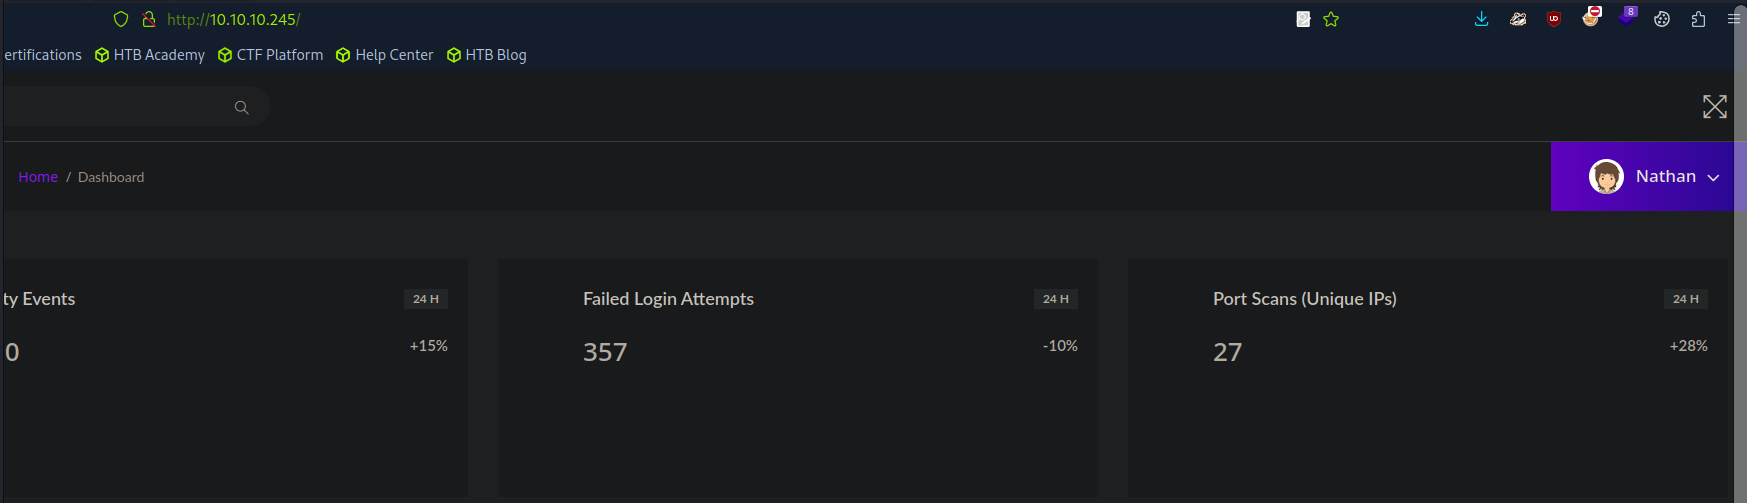 http://10.10.10.245/
8
ertifications HTB Academy CTF Platform Help Center HTB Blog
Home / Dashboard
Nathan
ty Events 24 H
0 +15%
Failed Login Attempts 24 H
357 -10%
Port Scans (Unique IPs) 24 H
27 +28%